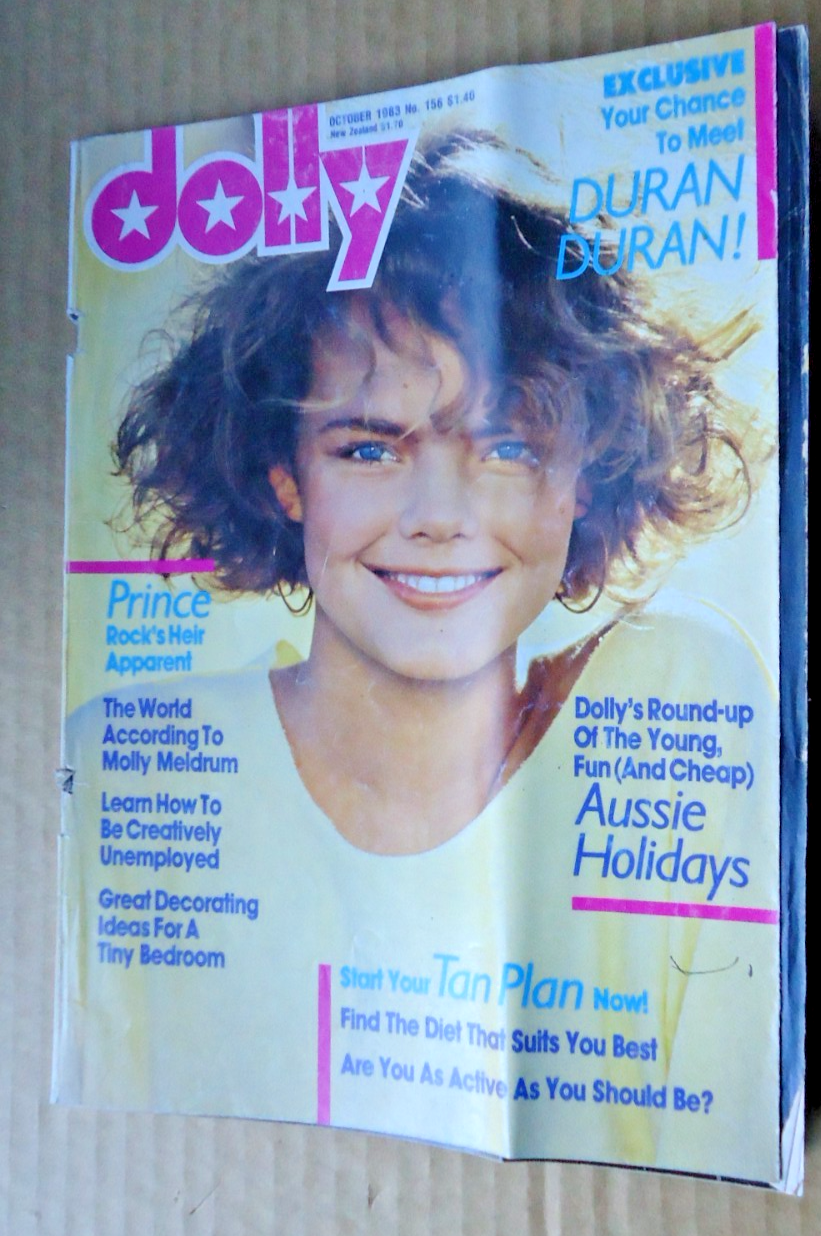 OCTOBER 1983 No. 156 $1.40
New Zealand $1.70
dolly
EXCLUSIVE
Your Chance
To Meet
DURAN
DURAN!
Prince
Rock's Heir
Apparent
The World
According To
Molly Meldrum
Learn How To
Be Creatively
Unemployed
Great Decorating
Ideas For A
Tiny Bedroom
Dolly's Round-up
Of The Young,
Fun (And Cheap)
Aussie
Holidays
Start Your Tan Plan Now!
Find The Diet That Suits You Best
Are You As Active As You Should Be?